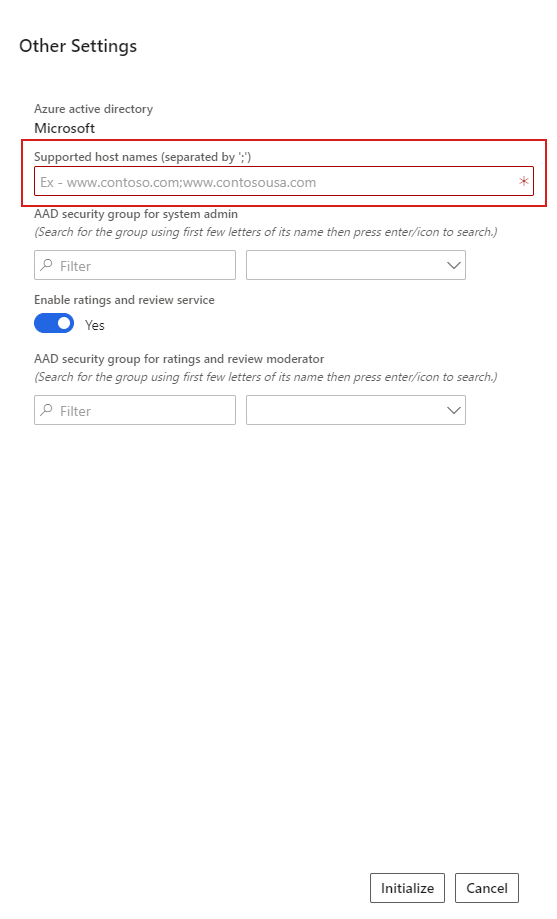 Other Settings
Azure active directory
Microsoft
Supported host names (separated by ';')
Ex - www.contoso.com;www.contosousa.com *
AAD security group for system admin
(Search for the group using first few letters of its name then press enter/icon to search.)
Filter
Enable ratings and review service
Yes
AAD security group for ratings and review moderator
(Search for the group using first few letters of its name then press enter/icon to search.)
Filter
Initialize Cancel